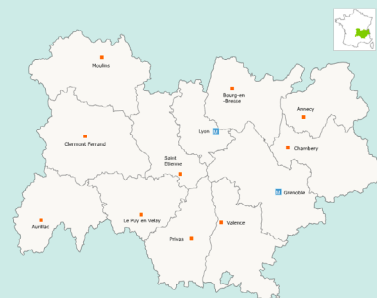 Moulins
Bourg-en
-Bresse
Annecy
Lyon
Clermont Ferrand
Chambery
Saint
Etienne
Grenoble
Le Puy en Velay
Aurillac
Valence
Privas